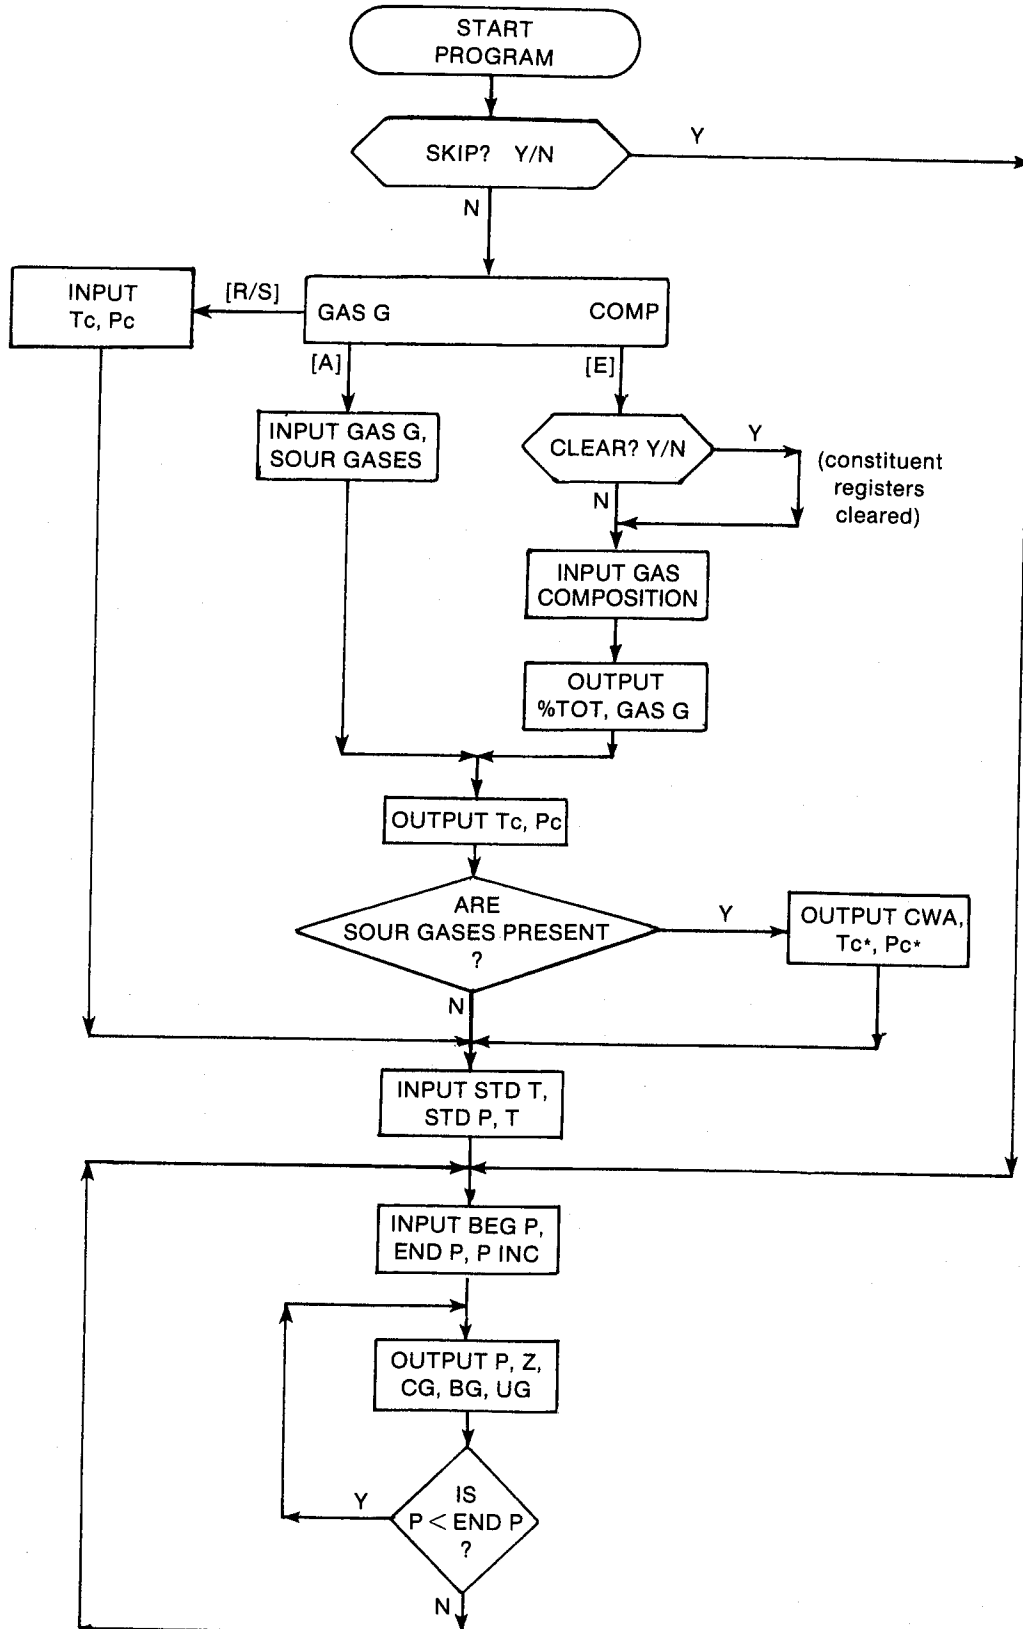 START
PROGRAM
SKIP? Y/N
Y
N
INPUT
Tc, Pc
[R/S]
GAS G COMP
[A]
[E]
INPUT GAS G,
SOUR GASES
CLEAR? Y/N
Y
(constituent
registers
cleared)
N
INPUT GAS
COMPOSITION
OUTPUT
%TOT, GAS G
OUTPUT Tc, Pc
ARE
SOUR GASES PRESENT
?
Y
OUTPUT CWA,
Tc*, Pc*
N
INPUT STD T,
STD P, T
INPUT BEG P,
END P, P INC
OUTPUT P, Z,
CG, BG, UG
IS
P < END P
?
Y
N